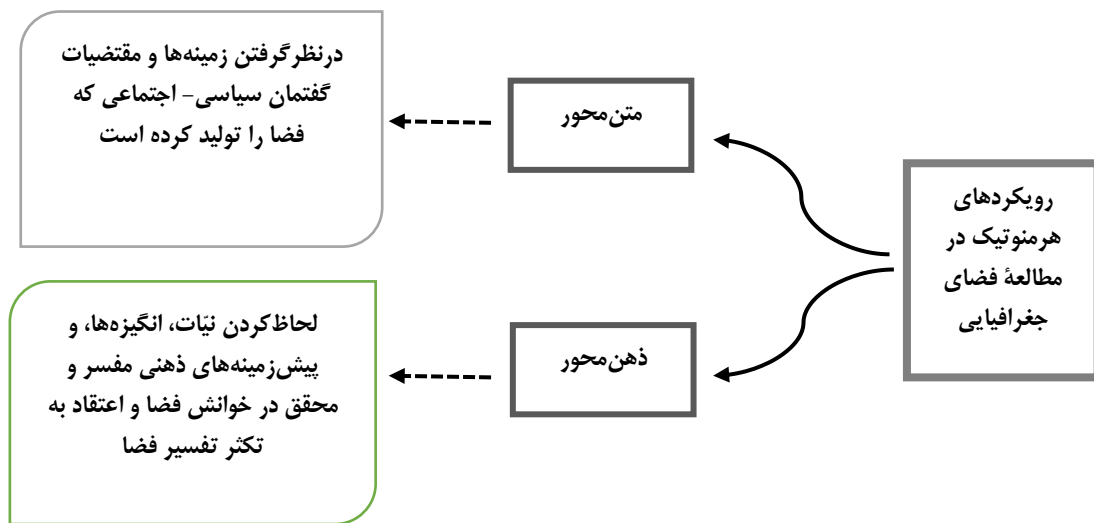 رویکردهای
هرمنوتیک در
مطالعهٔ فضای
جغرافیایی
متن‌محور
درنظرگرفتن زمینه‌ها و مقتضیات
گفتمان سیاسی- اجتماعی که
فضا را تولید کرده است
ذهن‌محور
لحاظ‌کردن نیّات، انگیزه‌ها، و
پیش‌زمینه‌های ذهنی مفسر و
محقق در خوانش فضا و اعتقاد به
تکثر تفسیر فضا